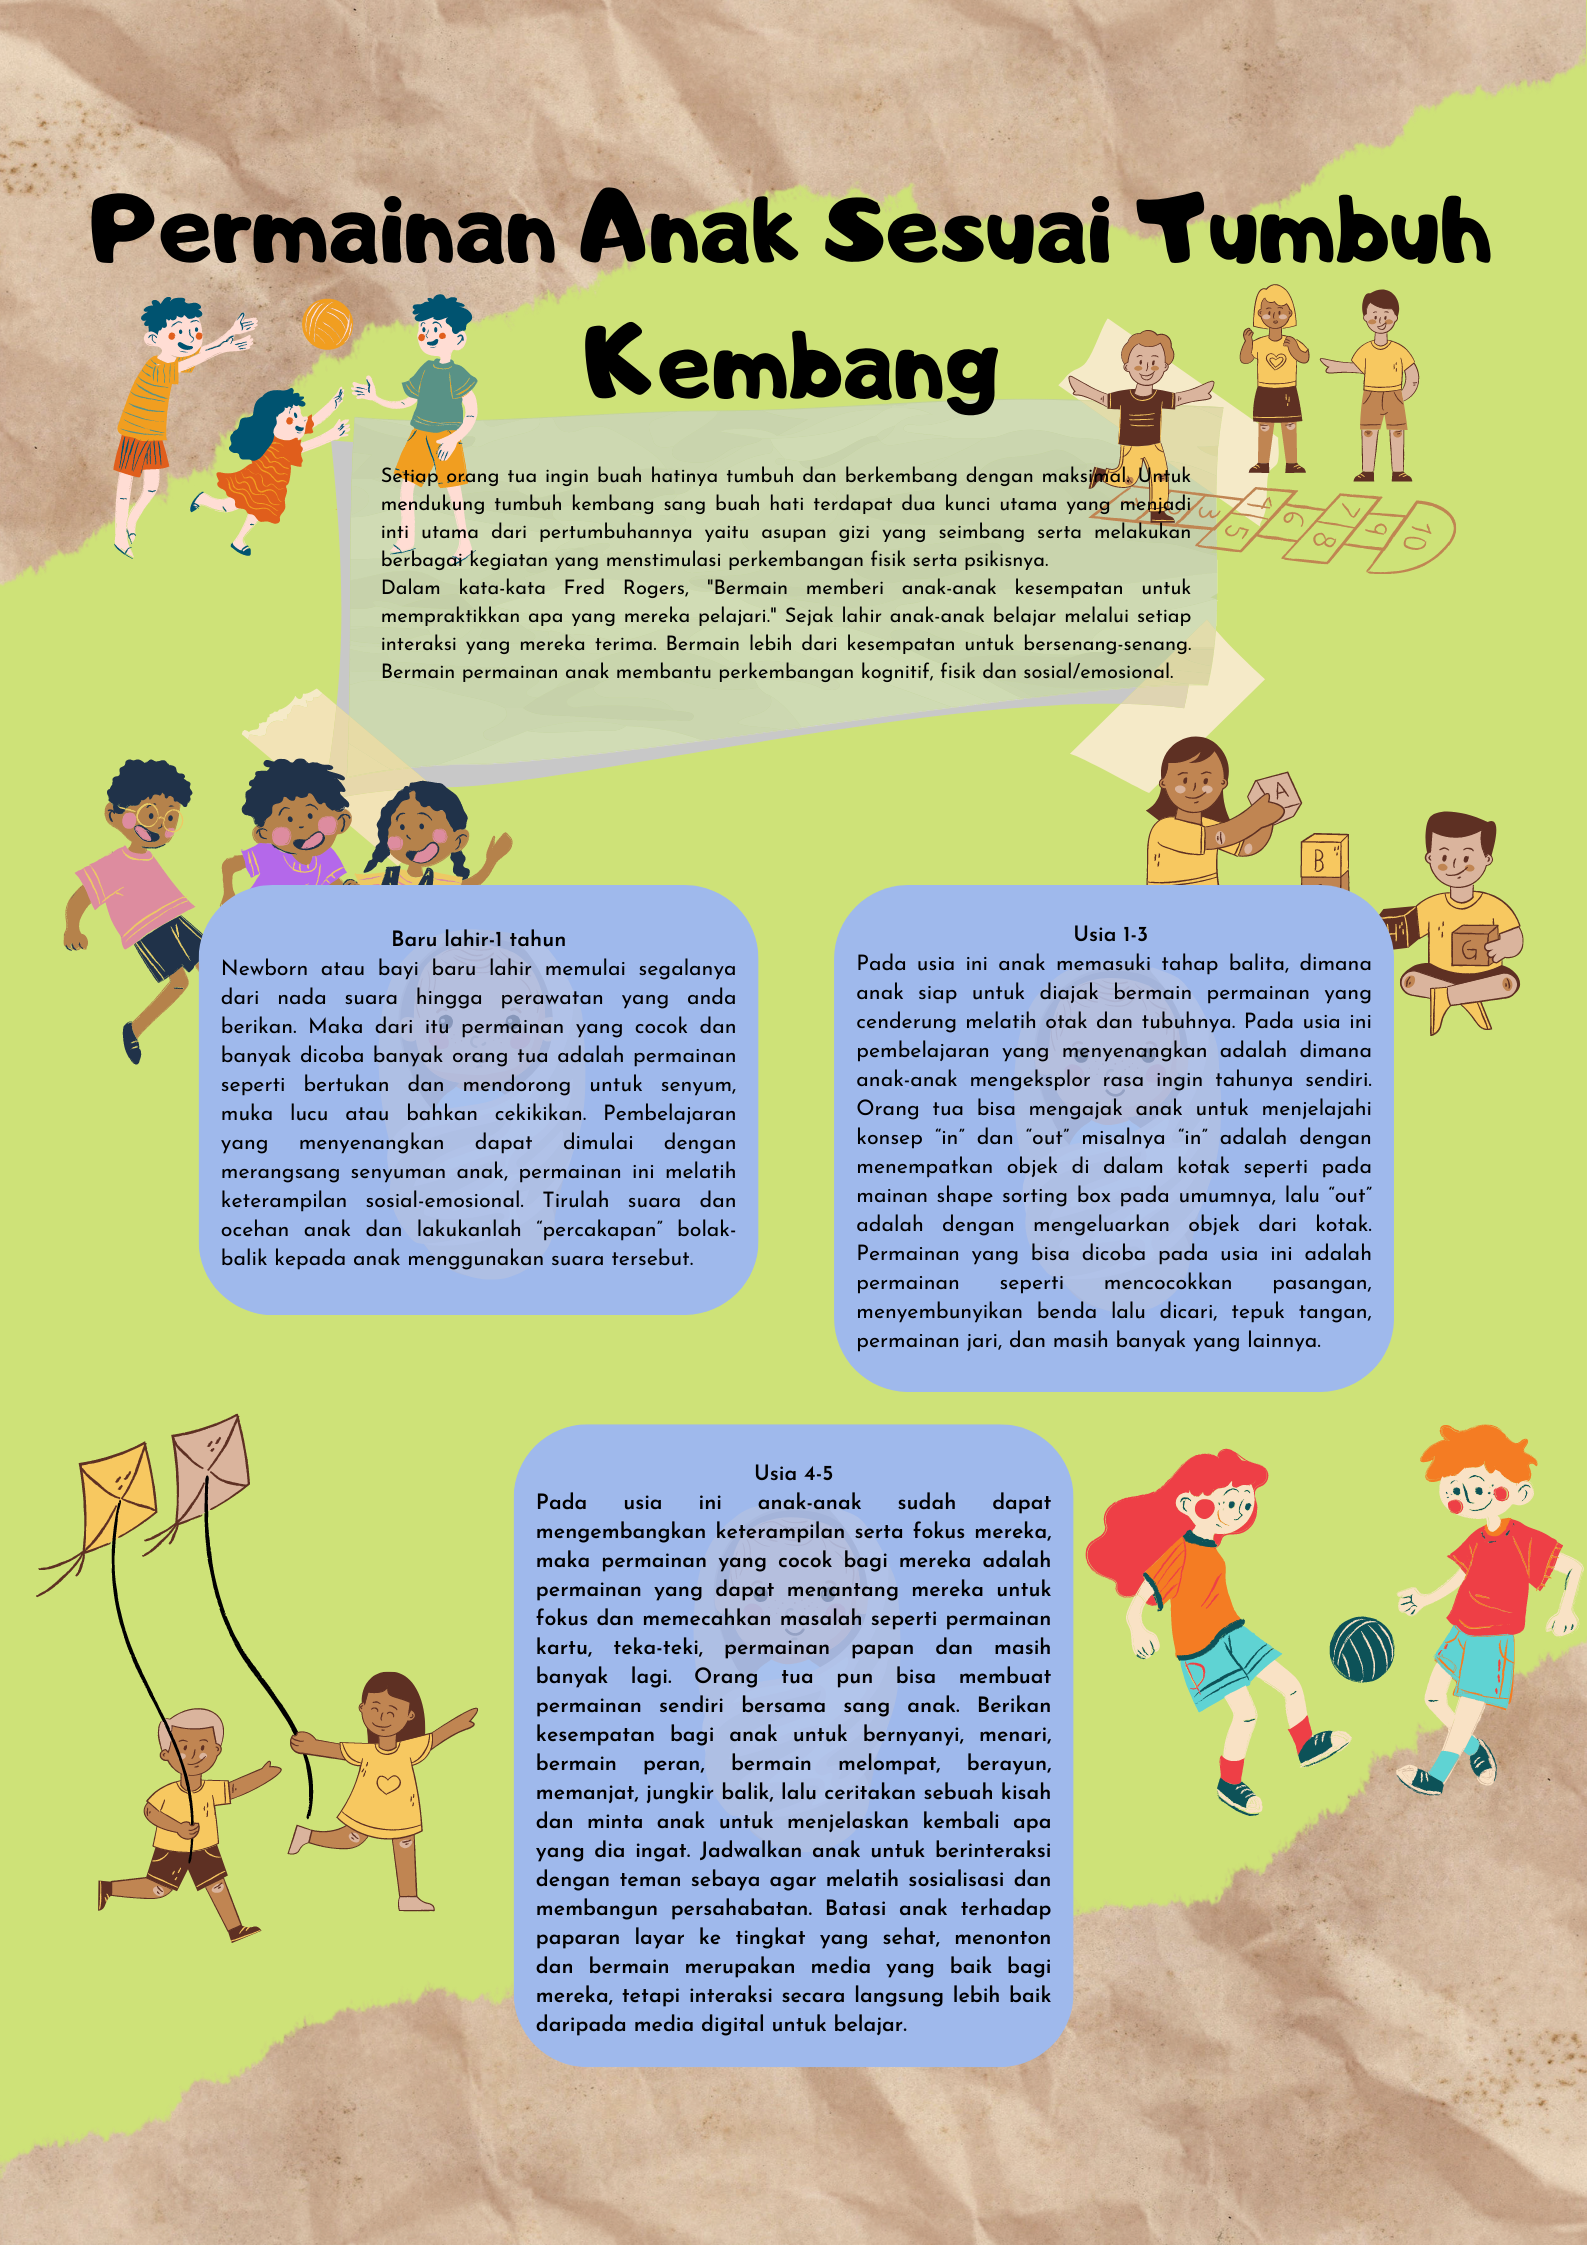 Permainan Anak Sesuai Tumbuh
Kembang
Setiap orang tua ingin buah hatinya tumbuh dan berkembang dengan maksimal. Untuk
mendukung tumbuh kembang sang buah hati terdapat dua kunci utama yang menjadi
inti utama dari pertumbuhannya yaitu asupan gizi yang seimbang serta melakukan
berbagai kegiatan yang menstimulasi perkembangan fisik serta psikisnya.
Dalam kata-kata Fred Rogers, "Bermain memberi anak-anak kesempatan untuk
mempraktikkan apa yang mereka pelajari." Sejak lahir anak-anak belajar melalui setiap
interaksi yang mereka terima. Bermain lebih dari kesempatan untuk bersenang-senang.
Bermain permainan anak membantu perkembangan kognitif, fisik dan sosial/emosional.
3
4
5
6
7
8
9
10
A
B
H
G
Baru lahir-1 tahun
Newborn atau bayi baru lahir memulai segalanya
dari nada suara hingga perawatan yang anda
berikan. Maka dari itu permainan yang cocok dan
banyak dicoba banyak orang tua adalah permainan
seperti bertukan dan mendorong untuk senyum,
muka lucu atau bahkan cekikikan. Pembelajaran
yang menyenangkan dapat dimulai dengan
merangsang senyuman anak, permainan ini melatih
keterampilan sosial-emosional. Tirulah suara dan
ocehan anak dan lakukanlah “percakapan” bolak-
balik kepada anak menggunakan suara tersebut.
Usia 1-3
Pada usia ini anak memasuki tahap balita, dimana
anak siap untuk diajak bermain permainan yang
cenderung melatih otak dan tubuhnya. Pada usia ini
pembelajaran yang menyenangkan adalah dimana
anak-anak mengeksplor rasa ingin tahunya sendiri.
Orang tua bisa mengajak anak untuk menjelajahi
konsep “in” dan “out” misalnya “in” adalah dengan
menempatkan objek di dalam kotak seperti pada
mainan shape sorting box pada umumnya, lalu “out”
adalah dengan mengeluarkan objek dari kotak.
Permainan yang bisa dicoba pada usia ini adalah
permainan seperti mencocokkan pasangan,
menyembunyikan benda lalu dicari, tepuk tangan,
permainan jari, dan masih banyak yang lainnya.
Usia 4-5
Pada usia ini anak-anak sudah dapat
mengembangkan keterampilan serta fokus mereka,
maka permainan yang cocok bagi mereka adalah
permainan yang dapat menantang mereka untuk
fokus dan memecahkan masalah seperti permainan
kartu, teka-teki, permainan papan dan masih
banyak lagi. Orang tua pun bisa membuat
permainan sendiri bersama sang anak. Berikan
kesempatan bagi anak untuk bernyanyi, menari,
bermain peran, bermain melompat, berayun,
memanjat, jungkir balik, lalu ceritakan sebuah kisah
dan minta anak untuk menjelaskan kembali apa
yang dia ingat. Jadwalkan anak untuk berinteraksi
dengan teman sebaya agar melatih sosialisasi dan
membangun persahabatan. Batasi anak terhadap
paparan layar ke tingkat yang sehat, menonton
dan bermain merupakan media yang baik bagi
mereka, tetapi interaksi secara langsung lebih baik
daripada media digital untuk belajar.